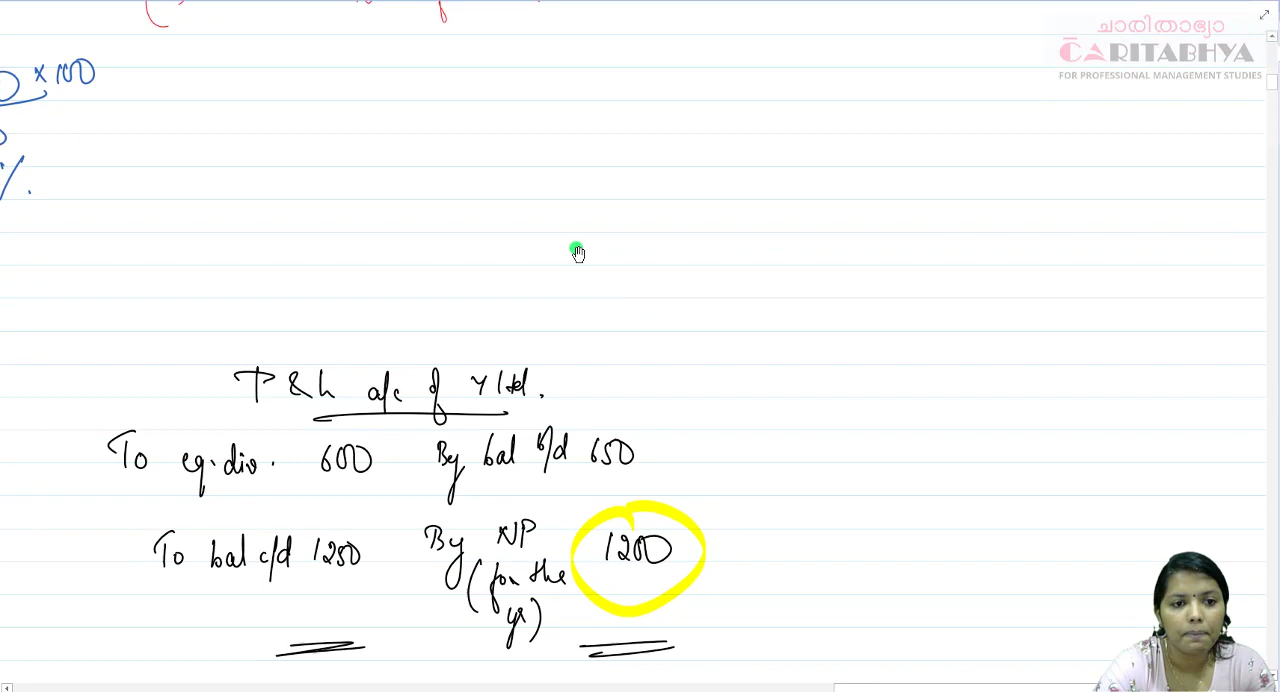 ചാരിതാഭ്യാ
CARITABHYA
FOR PROFESSIONAL MANAGEMENT STUDIES
x 100
%.
P & L a/c of Y Ltd.
To eq. div. 600 By bal b/d 650
To bal c/d 1250 By NP 1200
(for the
yr)